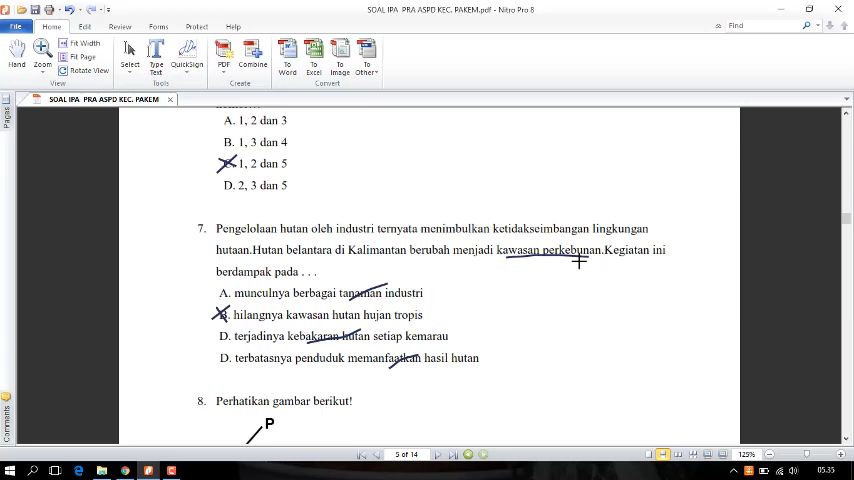 SOAL IPA PRA ASPD KEC. PAKEM.pdf - Nitro Pro 8
File Home Edit Review Forms Protect Help
Find
Hand
Zoom
Fit Width
Fit Page
Rotate View
View
Select
Type Text
QuickSign
Tools
PDF
Combine
Create
To Word
To Excel
To Image
To Other
Convert
SOAL IPA PRA ASPD KEC. PAKEM
Pages
Comments
A. 1, 2 dan 3
B. 1, 3 dan 4
C. 1, 2 dan 5
D. 2, 3 dan 5
7. Pengelolaan hutan oleh industri ternyata menimbulkan ketidakseimbangan lingkungan
hutaan.Hutan belantara di Kalimantan berubah menjadi kawasan perkebunan.Kegiatan ini
berdampak pada . . .
A. munculnya berbagai tanaman industri
B. hilangnya kawasan hutan hujan tropis
D. terjadinya kebakaran hutan setiap kemarau
D. terbatasnya penduduk memanfaatkan hasil hutan
8. Perhatikan gambar berikut!
P
5 of 14
125%
05.35